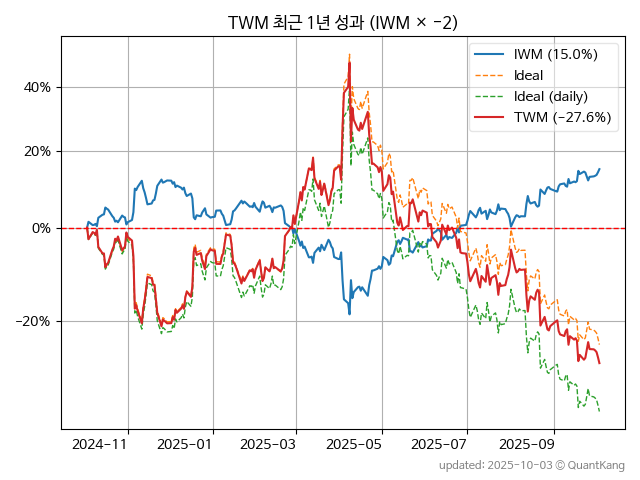 TWM 최근 1년 성과 (IWM × −2)
IWM (15.0%)
Ideal
Ideal (daily)
TWM (−27.6%)
40%
20%
0%
−20%
2024-11
2025-01
2025-03
2025-05
2025-07
2025-09
updated: 2025-10-03 ⓒ QuantKang